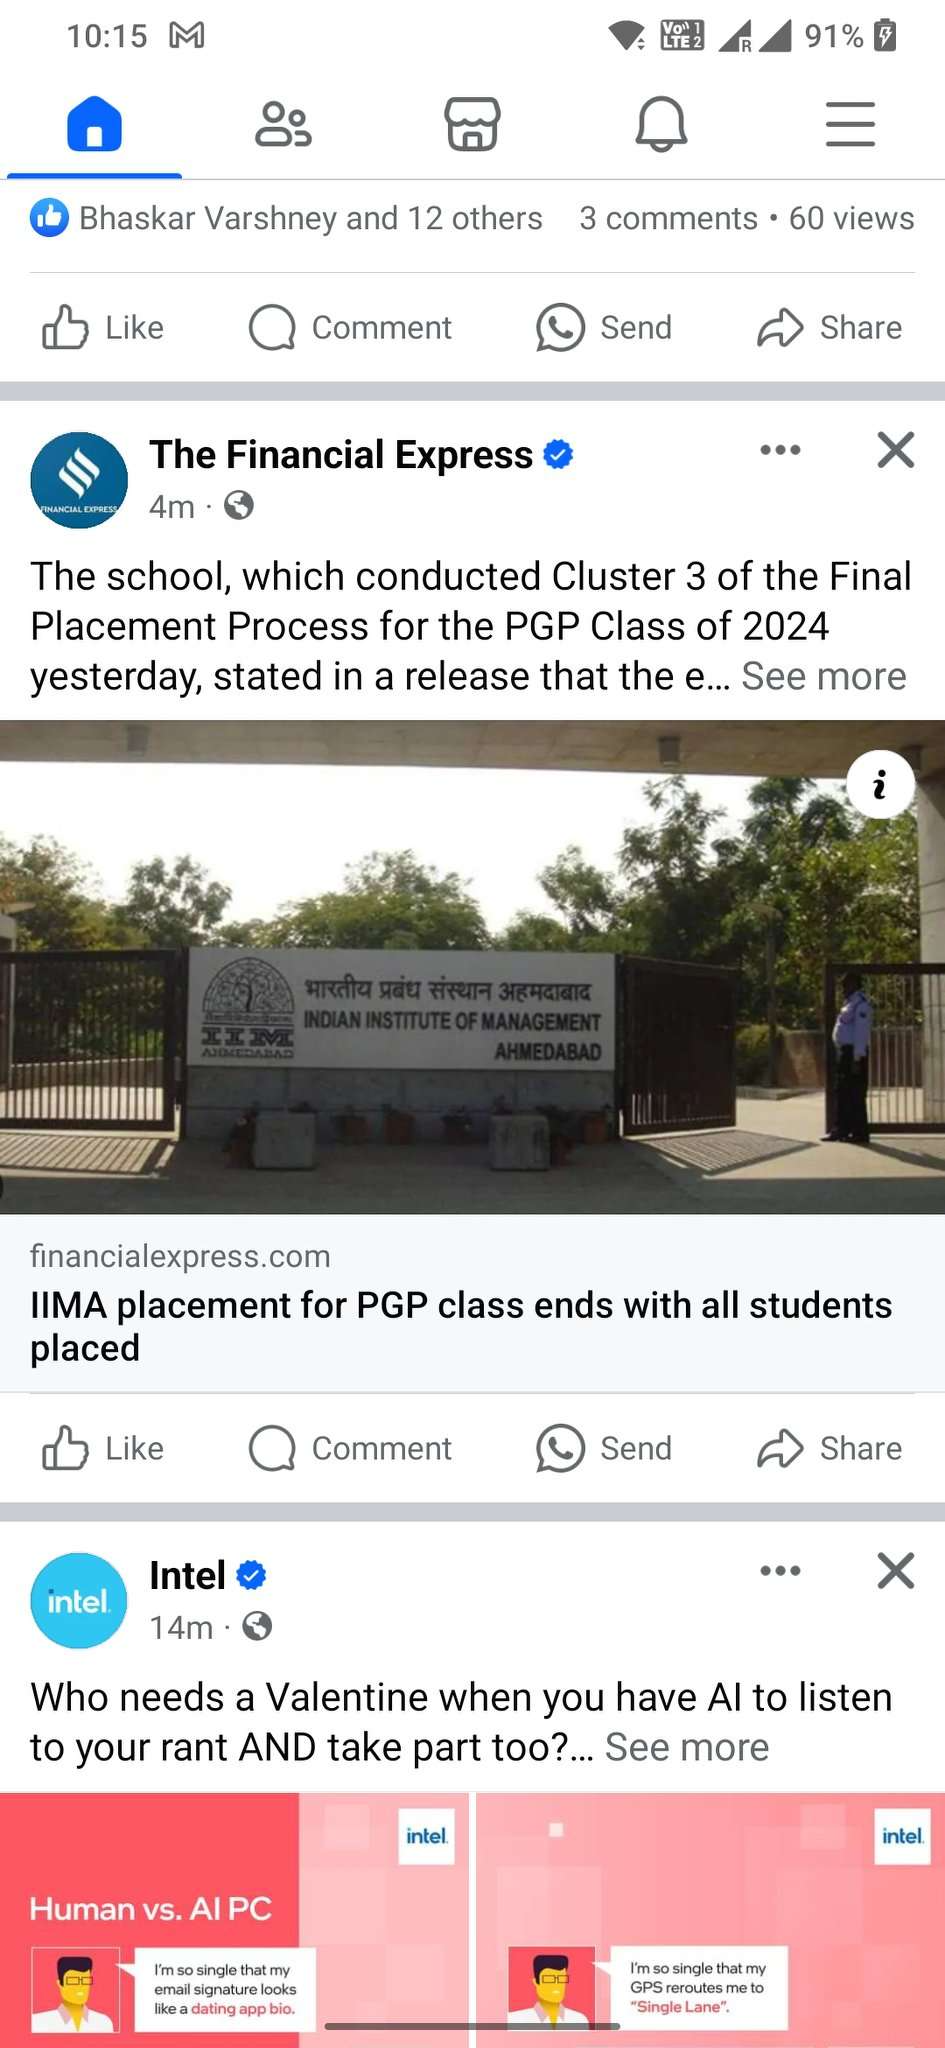 10:15
Vo)) 1
LTE 2
R
91%
Bhaskar Varshney and 12 others 3 comments • 60 views
Like Comment Send Share
FINANCIAL EXPRESS
The Financial Express
4m ·
The school, which conducted Cluster 3 of the Final
Placement Process for the PGP Class of 2024
yesterday, stated in a release that the e... See more
i
भारतीय प्रबंध संस्थान अहमदाबाद
INDIAN INSTITUTE OF MANAGEMENT
AHMEDABAD
IIM
AHMEDABAD
financialexpress.com
IIMA placement for PGP class ends with all students
placed
Like Comment Send Share
intel.
Intel
14m ·
Who needs a Valentine when you have AI to listen
to your rant AND take part too?... See more
intel.
Human vs. AI PC
I'm so single that my
email signature looks
like a dating app bio.
intel.
I'm so single that my
GPS reroutes me to
"Single Lane".